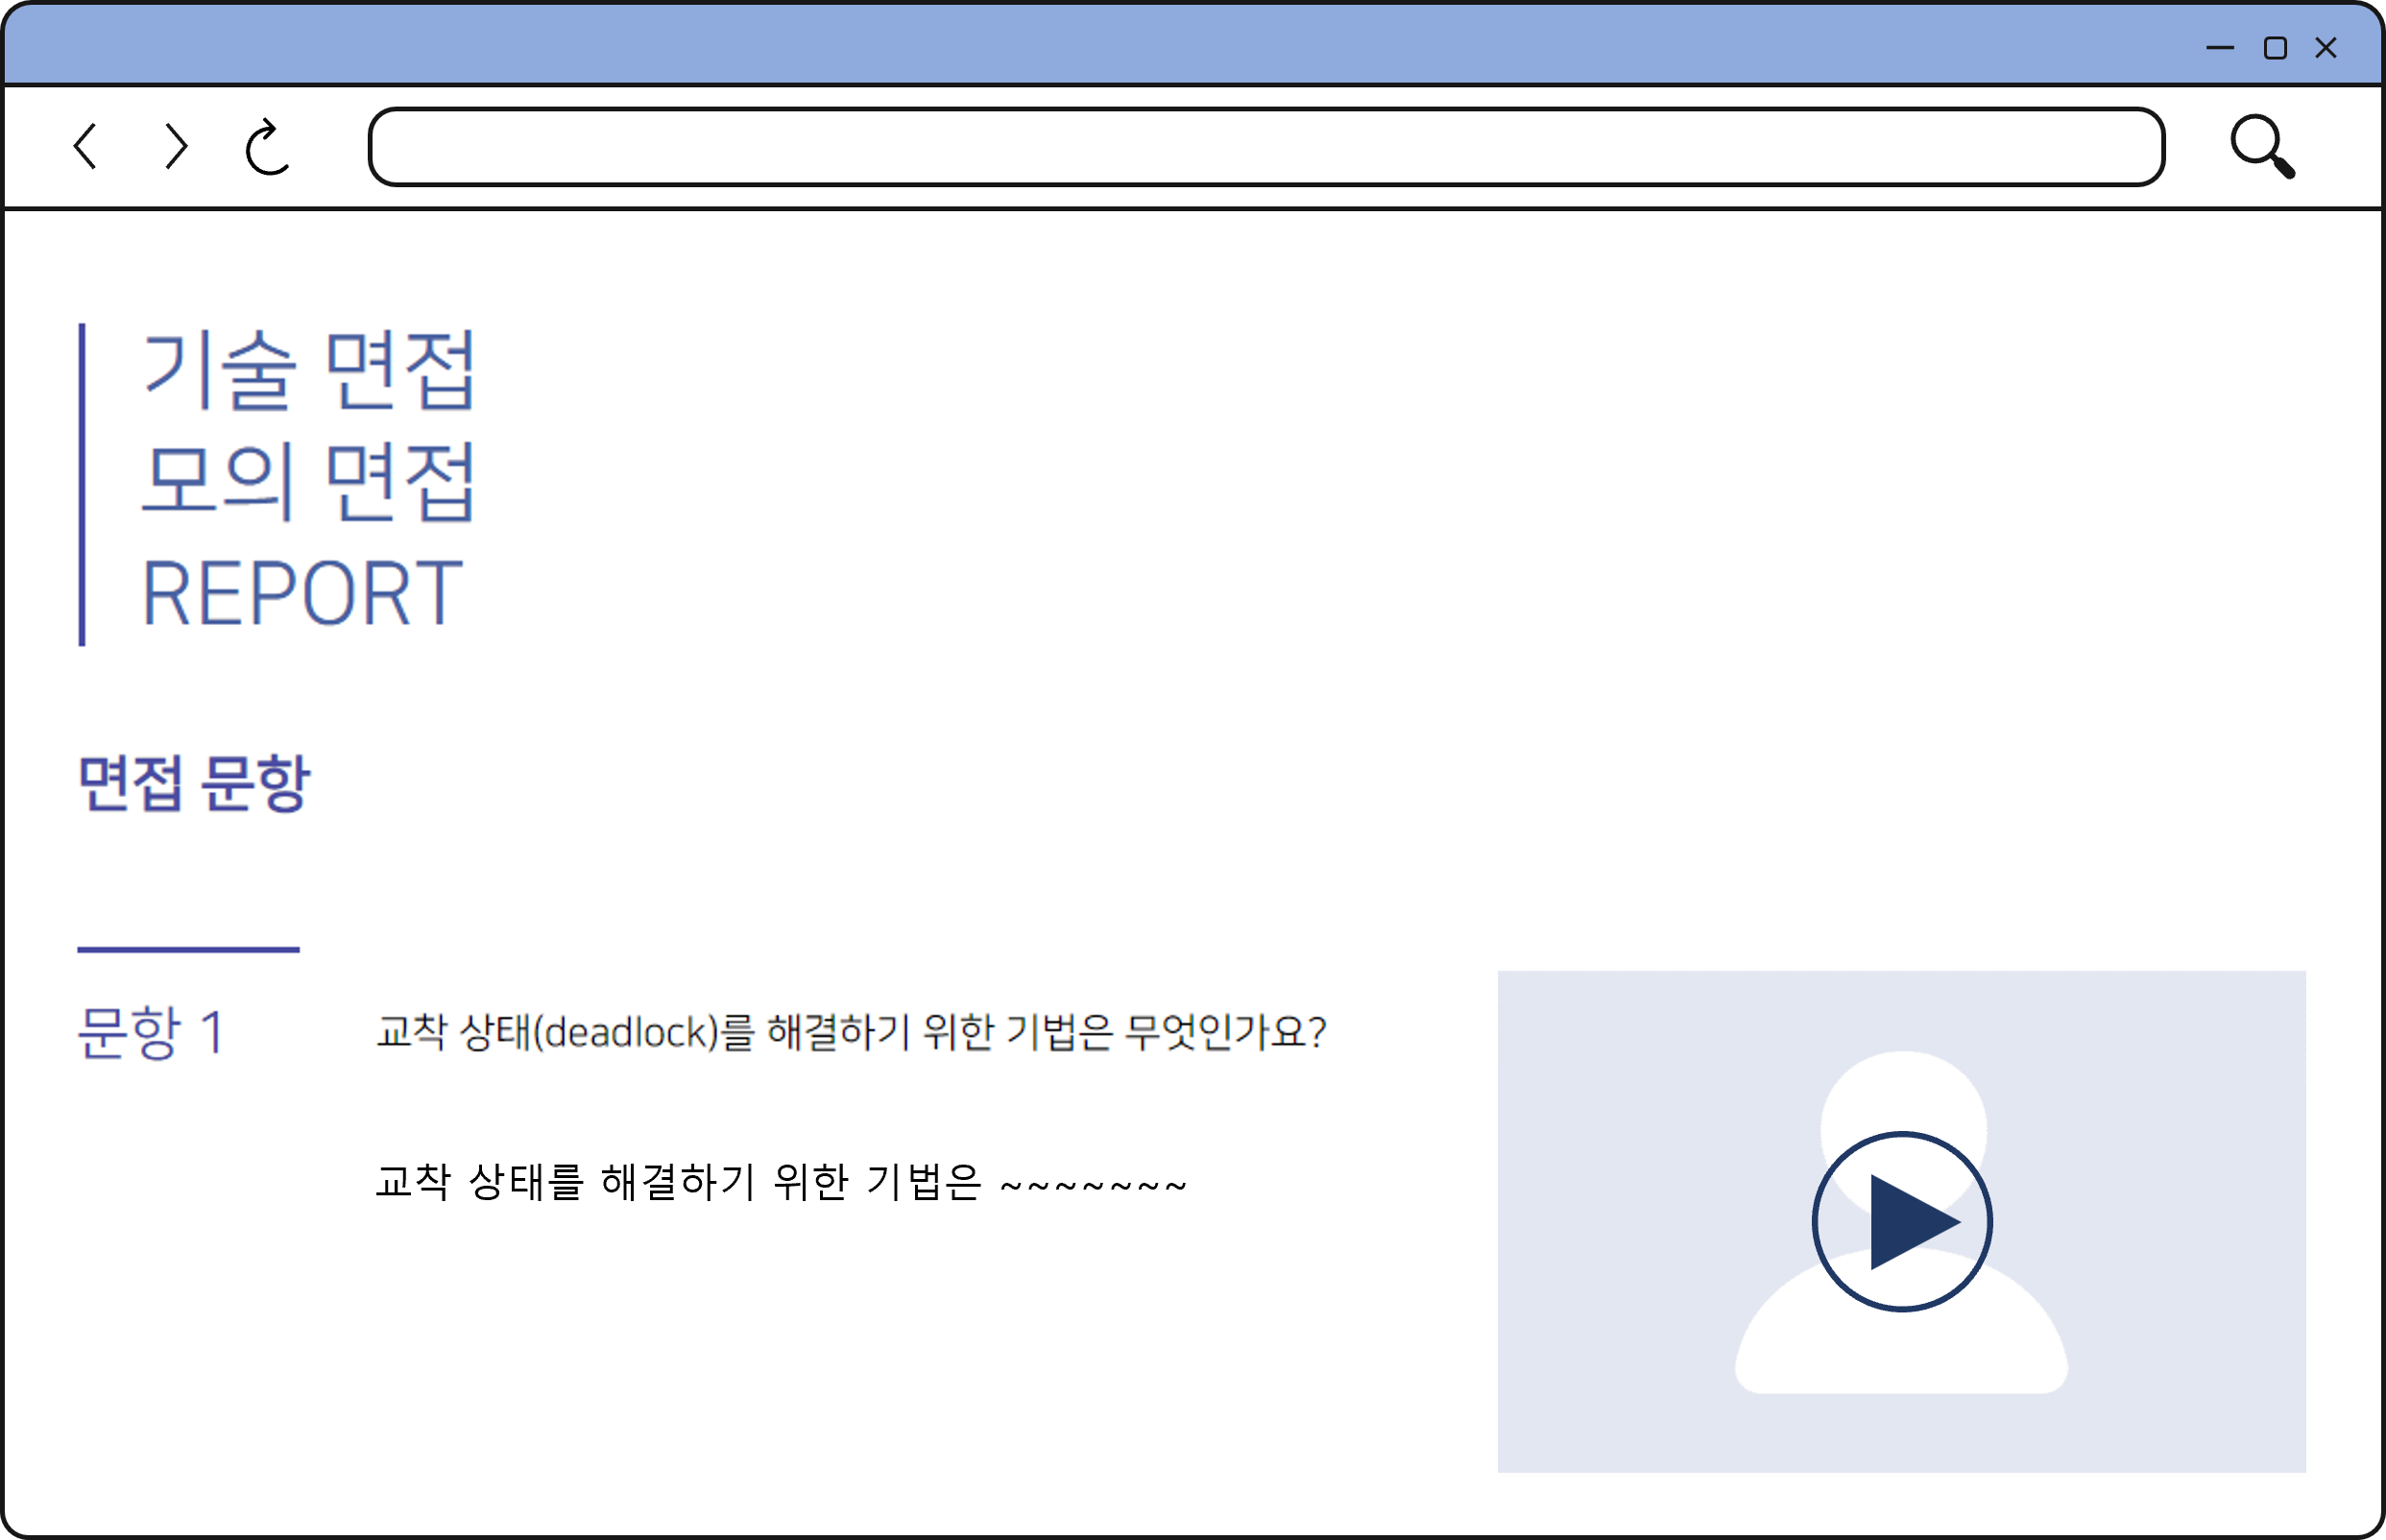 기술 면접
모의 면접
REPORT
면접 문항
문항 1
교착 상태(deadlock)를 해결하기 위한 기법은 무엇인가요?
교착 상태를 해결하기 위한 기법은 ~~~~~~~